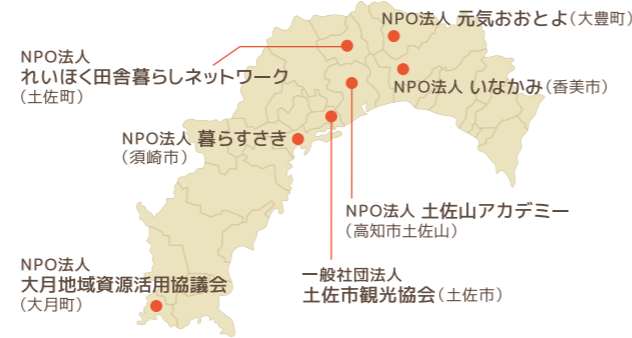 NPO法人 元気おおとよ（大豊町）
NPO法人
れいほく田舎暮らしネットワーク
（土佐町）
NPO法人 いなかみ（香美市）
NPO法人 暮らすさき
（須崎市）
NPO法人 土佐山アカデミー
（高知市土佐山）
NPO法人
大月地域資源活用協議会
（大月町）
一般社団法人
土佐市観光協会（土佐市）